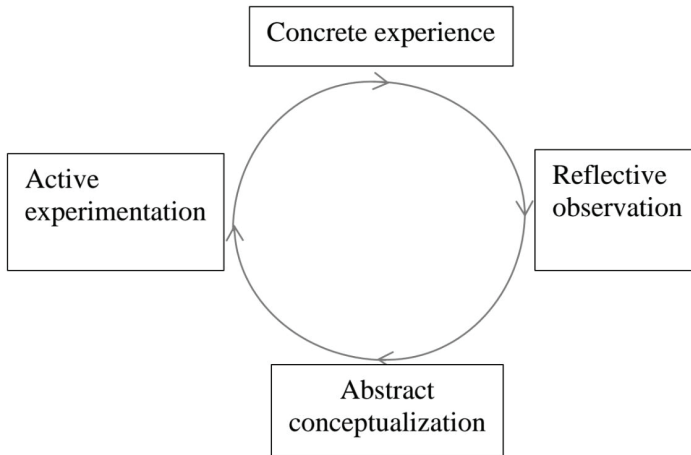 Concrete experience
Active
experimentation
Reflective
observation
Abstract
conceptualization